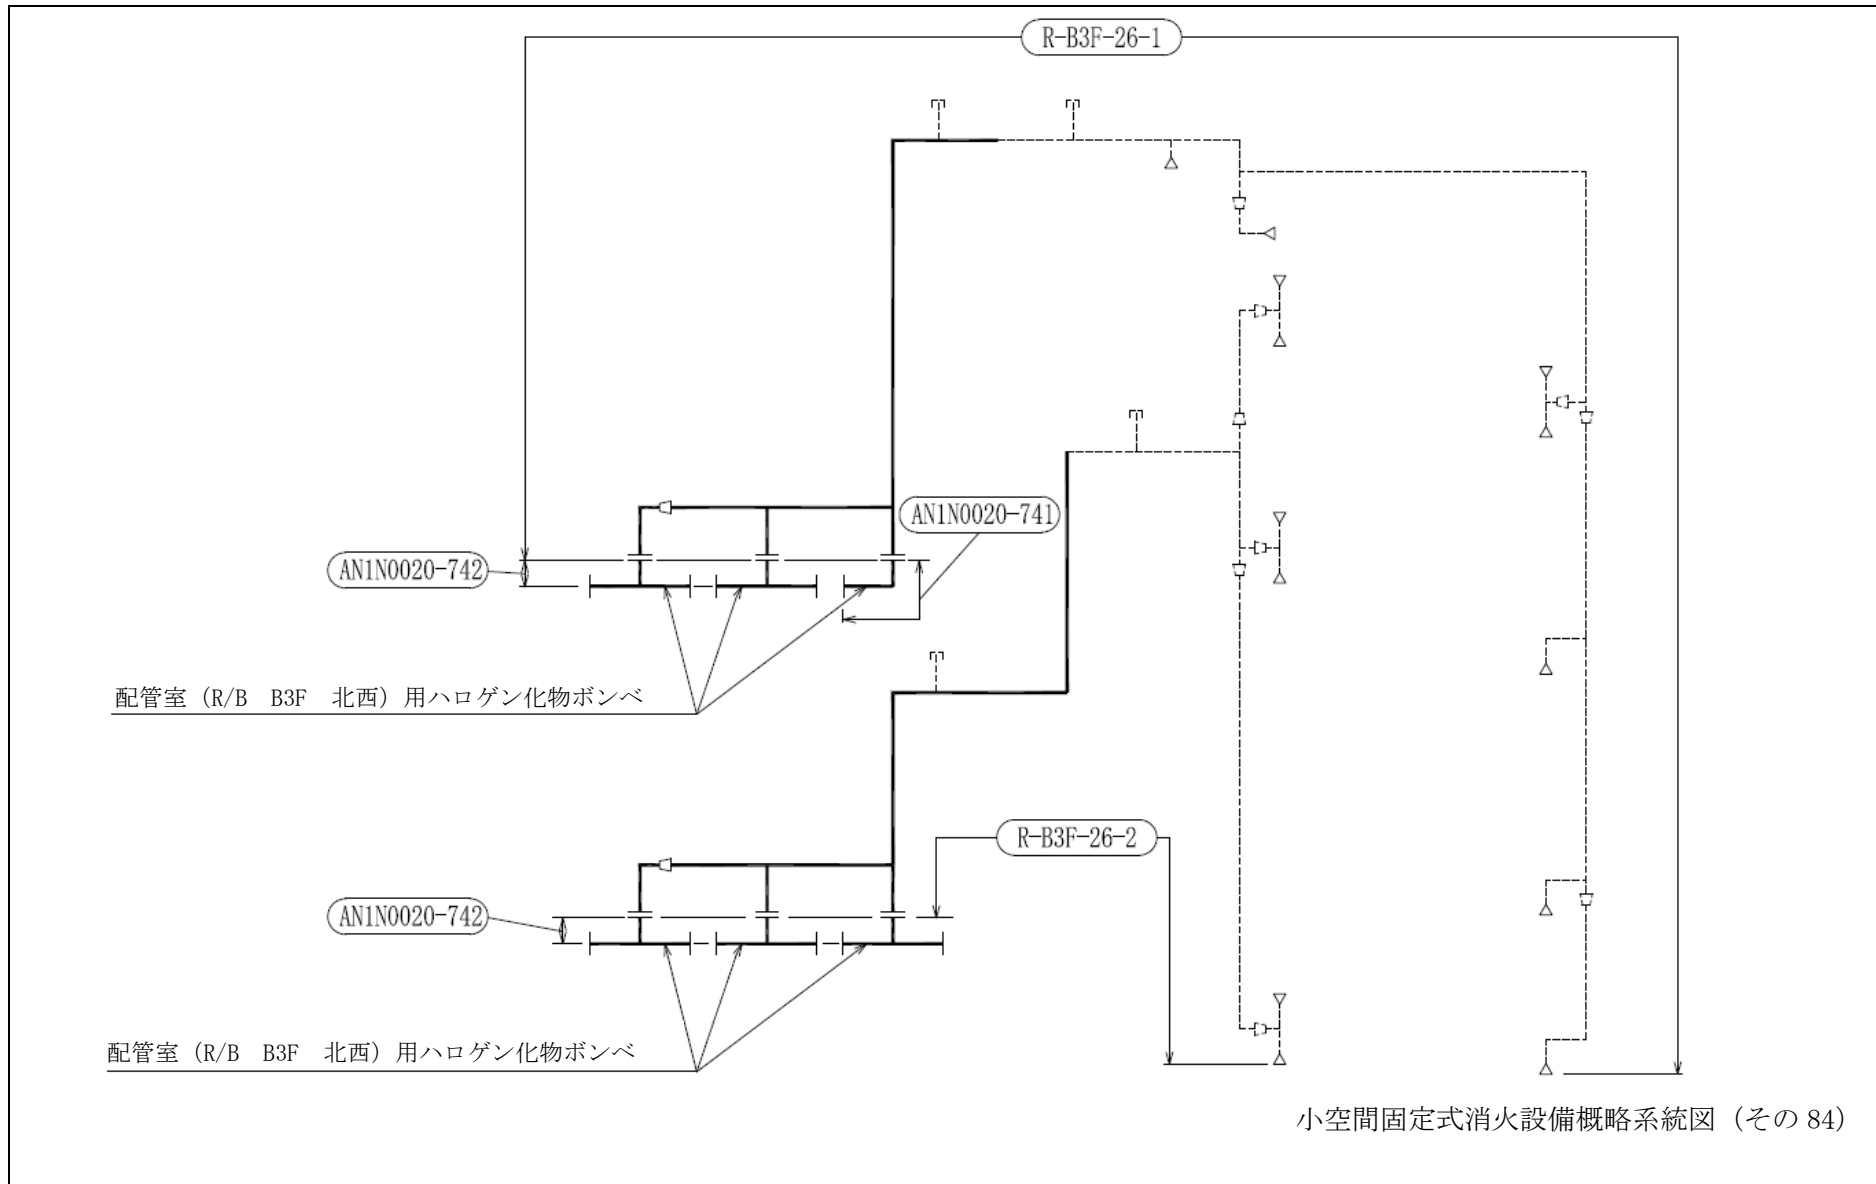 R-B3F-26-1
AN1N0020-741
AN1N0020-742
配管室（R/B　B3F　北西）用ハロゲン化物ボンベ
R-B3F-26-2
AN1N0020-742
配管室（R/B　B3F　北西）用ハロゲン化物ボンベ
小空間固定式消火設備概略系統図（その 84）